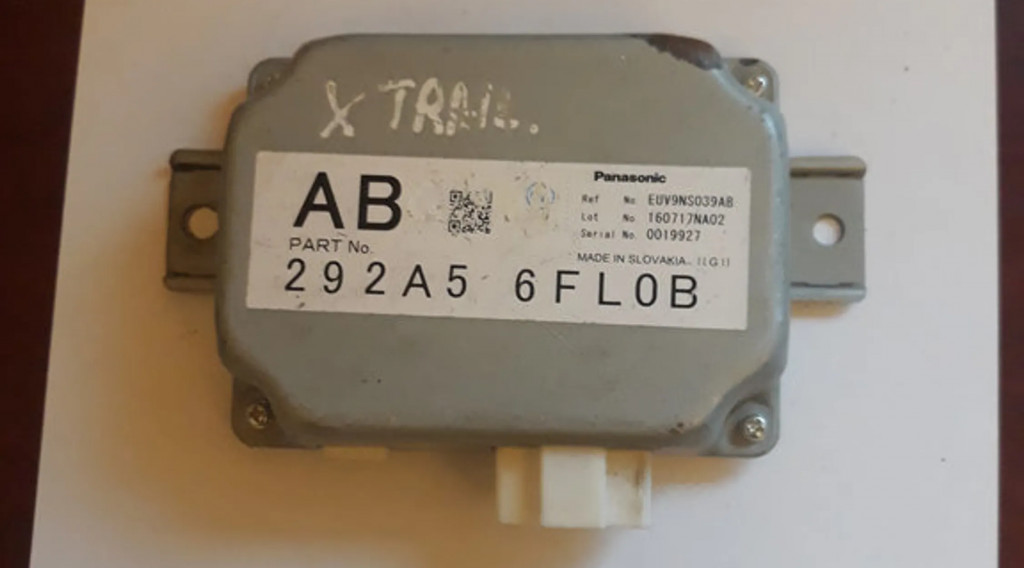 X TRAIL.
AB
PART No.
292A5 6FL0B
Panasonic
Ref No. EUV9NS039AB
Lot No. 160717NA02
Serial No. 0019927
MADE IN SLOVAKIA